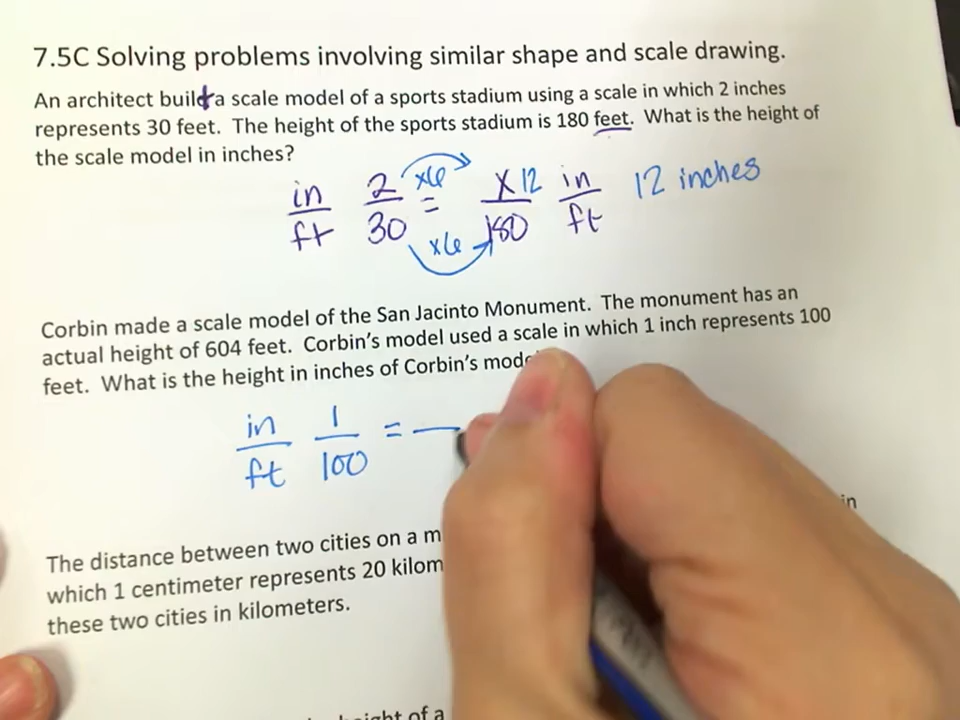 7.5C Solving problems involving similar shape and scale drawing.
An architect built a scale model of a sports stadium using a scale in which 2 inches
represents 30 feet. The height of the sports stadium is 180 feet. What is the height of
the scale model in inches?
in 2 x6 x 12 in 12 inches
ft 30 = x6 180 ft
Corbin made a scale model of the San Jacinto Monument. The monument has an
actual height of 604 feet. Corbin's model used a scale in which 1 inch represents 100
feet. What is the height in inches of Corbin's
in 1 =
ft 100
The distance between two cities on a in
which 1 centimeter represents 20
these two cities in kilometers.
of a